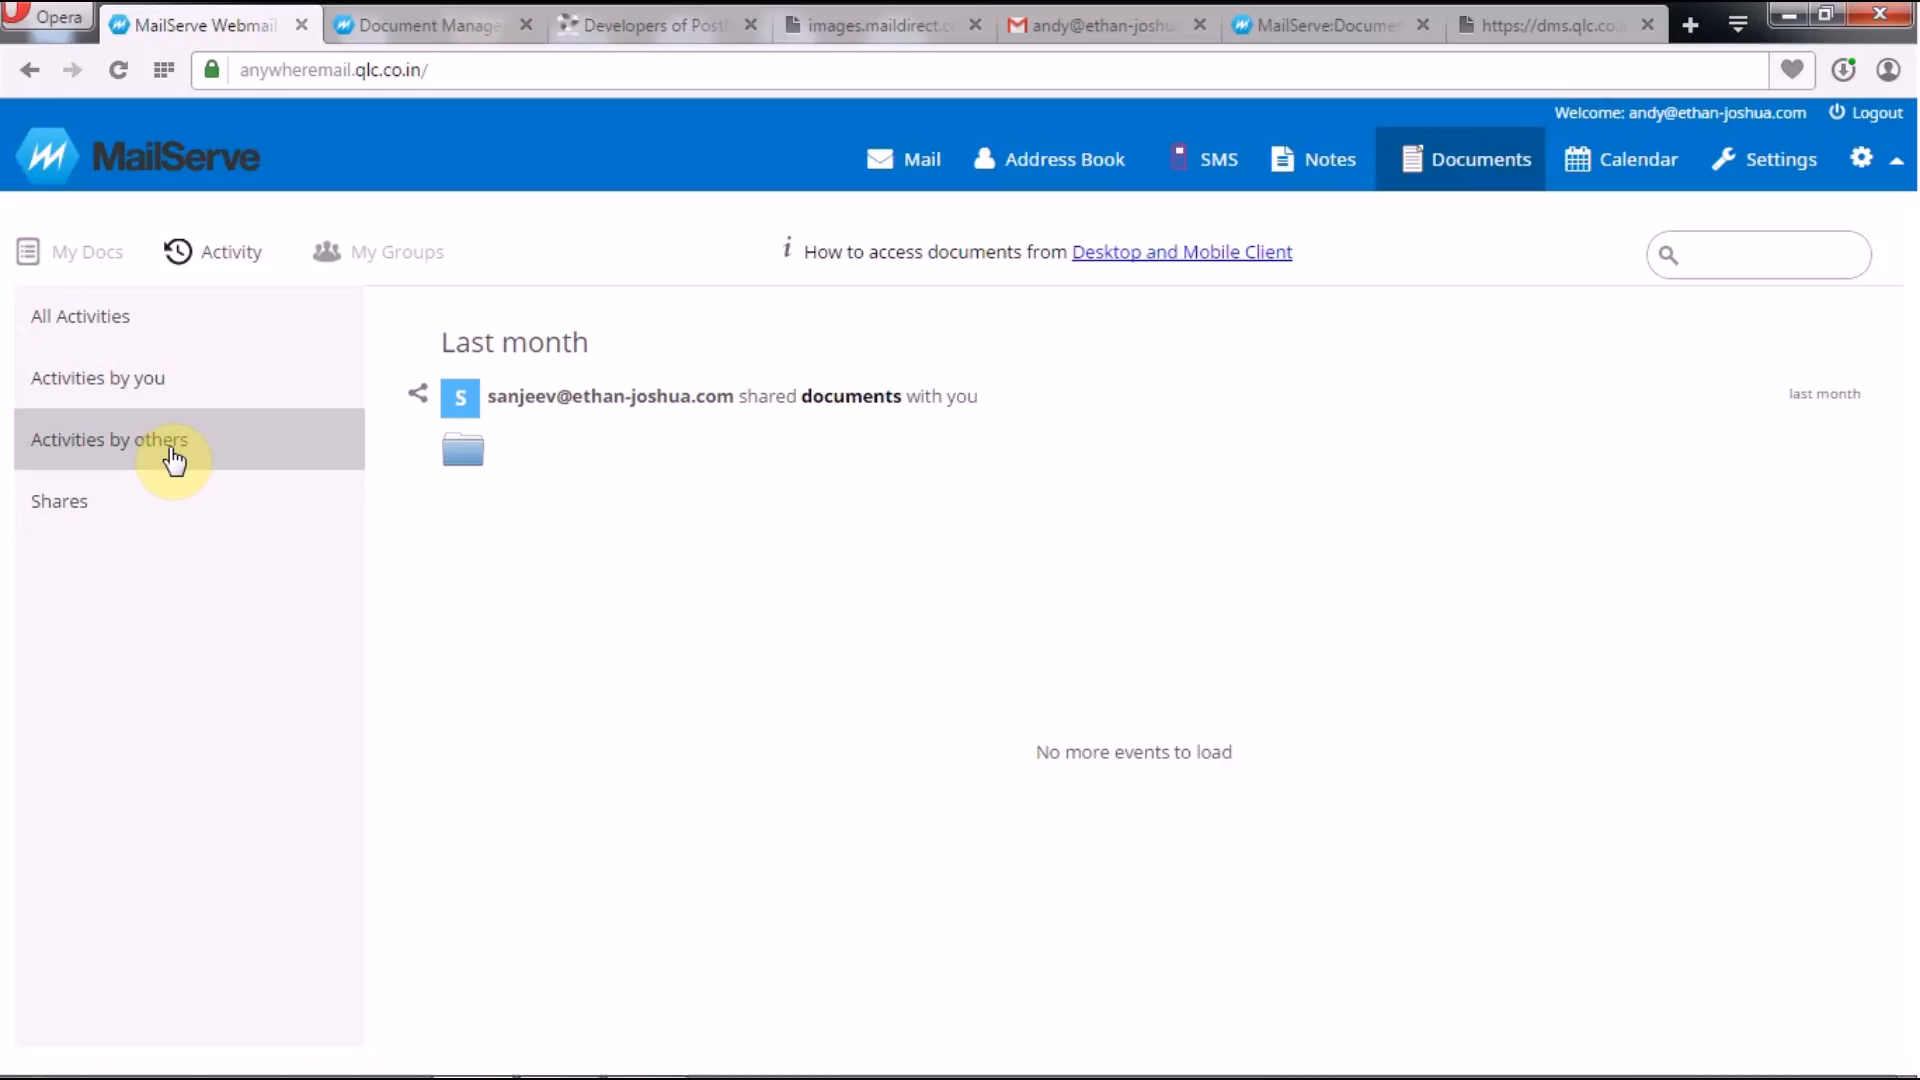 Opera
MailServe Webmail
Document Manage
Developers of Post
images.maildirect.c
andy@ethan-joshu
MailServe:Documen
https://dms.qlc.co.
anywheremail.qlc.co.in/
Welcome: andy@ethan-joshua.com Logout
MailServe
Mail Address Book SMS Notes Documents Calendar Settings
My Docs Activity My Groups
i How to access documents from Desktop and Mobile Client
All Activities
Activities by you
Activities by others
Shares
Last month
S sanjeev@ethan-joshua.com shared documents with you
last month
No more events to load